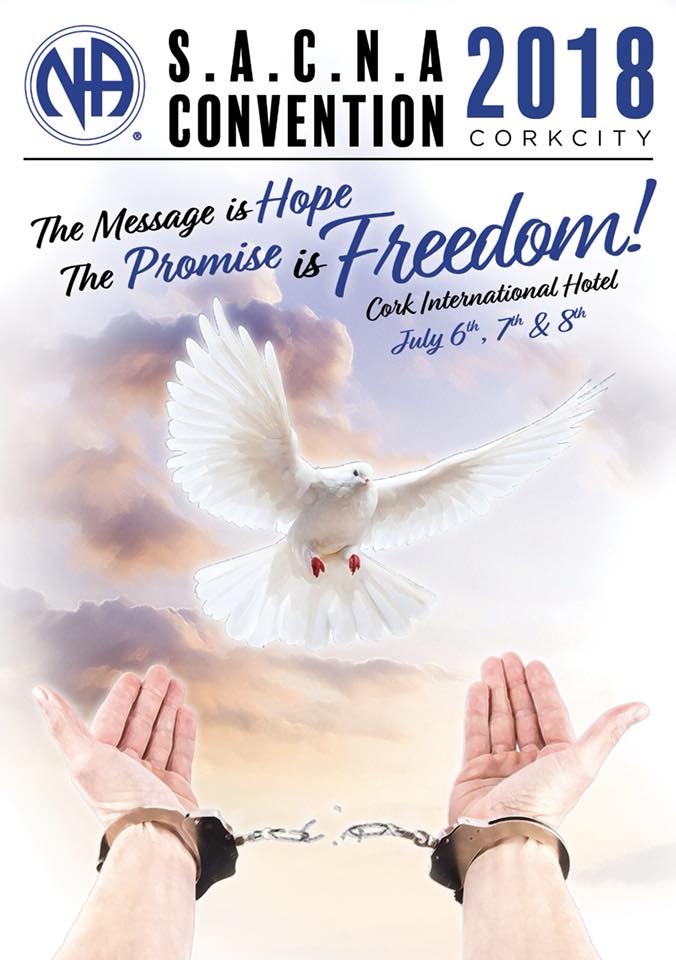 NA
®
S.A.C.N.A
CONVENTION
2018
CORKCITY
The Message is Hope
The Promise is Freedom!
Cork International Hotel
July 6th, 7th & 8th